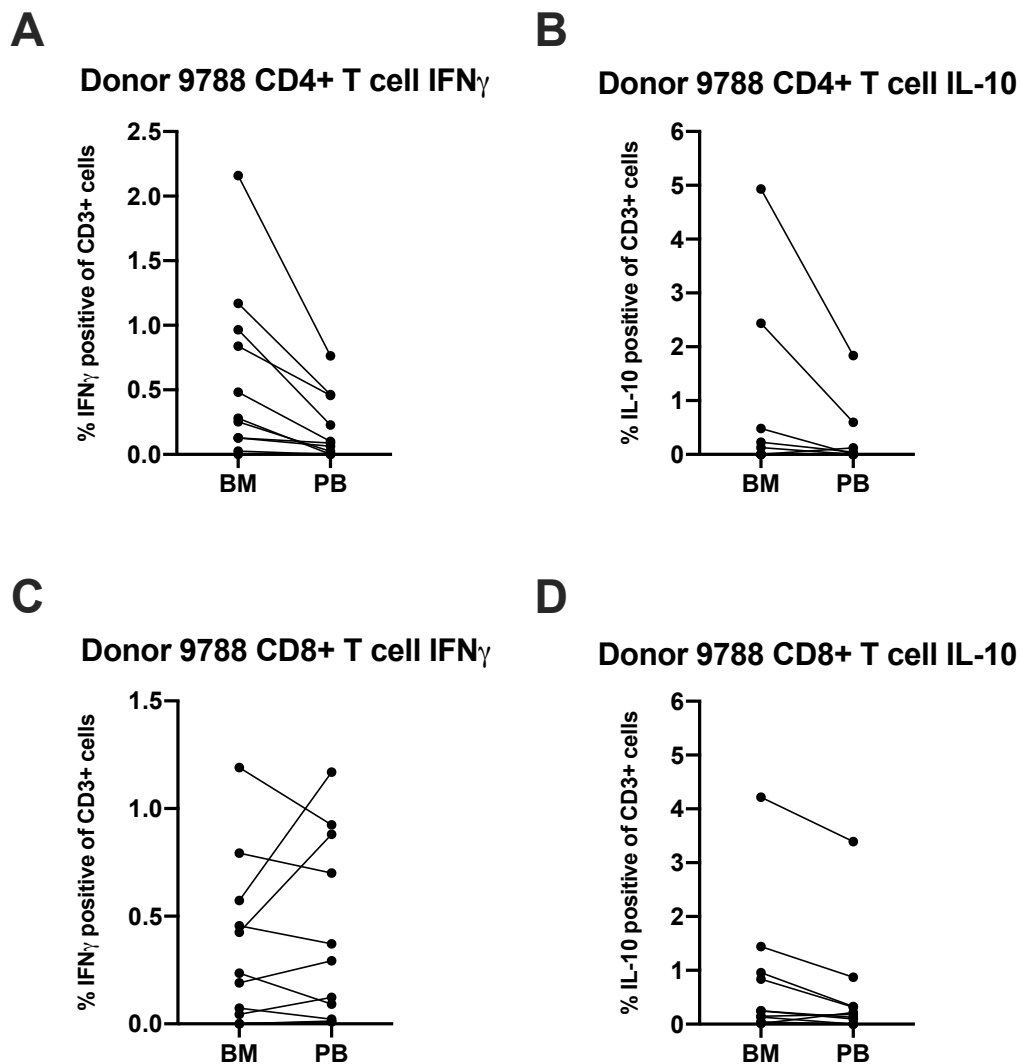 A
Donor 9788 CD4+ T cell IFNγ
% IFNγ positive of CD3+ cells
2.5
2.0
1.5
1.0
0.5
0.0
BM PB
B
Donor 9788 CD4+ T cell IL-10
% IL-10 positive of CD3+ cells
6
5
4
3
2
1
0
BM PB
C
Donor 9788 CD8+ T cell IFNγ
% IFNγ positive of CD3+ cells
1.5
1.0
0.5
0.0
BM PB
D
Donor 9788 CD8+ T cell IL-10
% IL-10 positive of CD3+ cells
6
5
4
3
2
1
0
BM PB